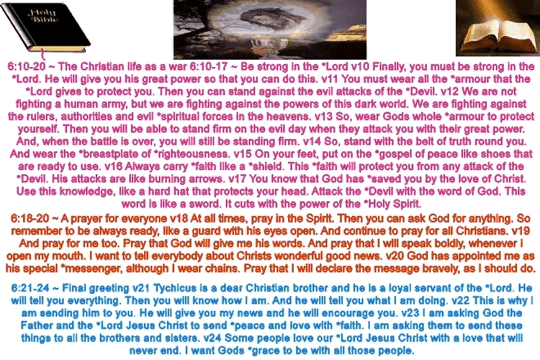 Holy
Bible
6:10-20 ~ The Christian life as a war 6:10-17 ~ Be strong in the *Lord v10 Finally, you must be strong in the
*Lord. He will give you his great power so that you can do this. v11 You must wear all the *armour that the
*Lord gives to protect you. Then you can stand against the evil attacks of the *Devil. v12 We are not
fighting a human army, but we are fighting against the powers of this dark world. We are fighting against
the rulers, authorities and evil *spiritual forces in the heavens. v13 So, wear Gods whole *armour to protect
yourself. Then you will be able to stand firm on the evil day when they attack you with their great power.
And, when the battle is over, you will still be standing firm. v14 So, stand with the belt of truth round you.
And wear the *breastplate of *righteousness. v15 On your feet, put on the *gospel of peace like shoes that
are ready to use. v16 Always carry *faith like a *shield. This *faith will protect you from any attack of the
*Devil. His attacks are like burning arrows. v17 You know that God has *saved you by the love of Christ.
Use this knowledge, like a hard hat that protects your head. Attack the *Devil with the word of God. This
word is like a sword. It cuts with the power of the *Holy Spirit.
6:18-20 ~ A prayer for everyone v18 At all times, pray in the Spirit. Then you can ask God for anything. So
remember to be always ready, like a guard with his eyes open. And continue to pray for all Christians. v19
And pray for me too. Pray that God will give me his words. And pray that I will speak boldly, whenever I
open my mouth. I want to tell everybody about Christs wonderful good news. v20 God has appointed me as
his special *messenger, although I wear chains. Pray that I will declare the message bravely, as I should do.
6:21-24 ~ Final greeting v21 Tychicus is a dear Christian brother and he is a loyal servant of the *Lord. He
will tell you everything. Then you will know how I am. And he will tell you what I am doing. v22 This is why I
am sending him to you. He will give you my news and he will encourage you. v23 I am asking God the
Father and the *Lord Jesus Christ to send *peace and love with *faith. I am asking them to send these
things to all the brothers and sisters. v24 Some people love our *Lord Jesus Christ with a love that will
never end. I want Gods *grace to be with all those people.